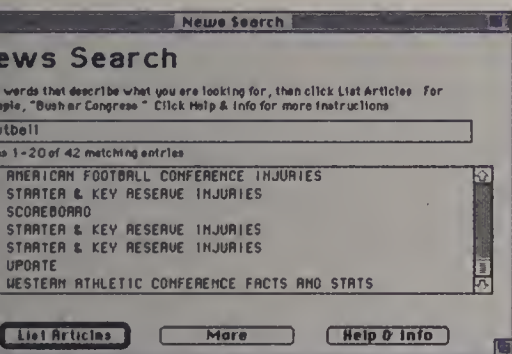 News Search
ews Search
words that describe what you are looking for, then click List Articles For
ple, "Bush or Congress" Click Help & Info for more instructions
tball
s 1-20 of 42 matching entries
AMERICAN FOOTBALL CONFERENCE INJURIES
STARTER & KEY RESERVE INJURIES
SCOREBOARD
STARTER & KEY RESERVE INJURIES
STARTER & KEY RESERVE INJURIES
UPDATE
WESTERN ATHLETIC CONFERENCE FACTS AND STATS
List Articles More Help & Info